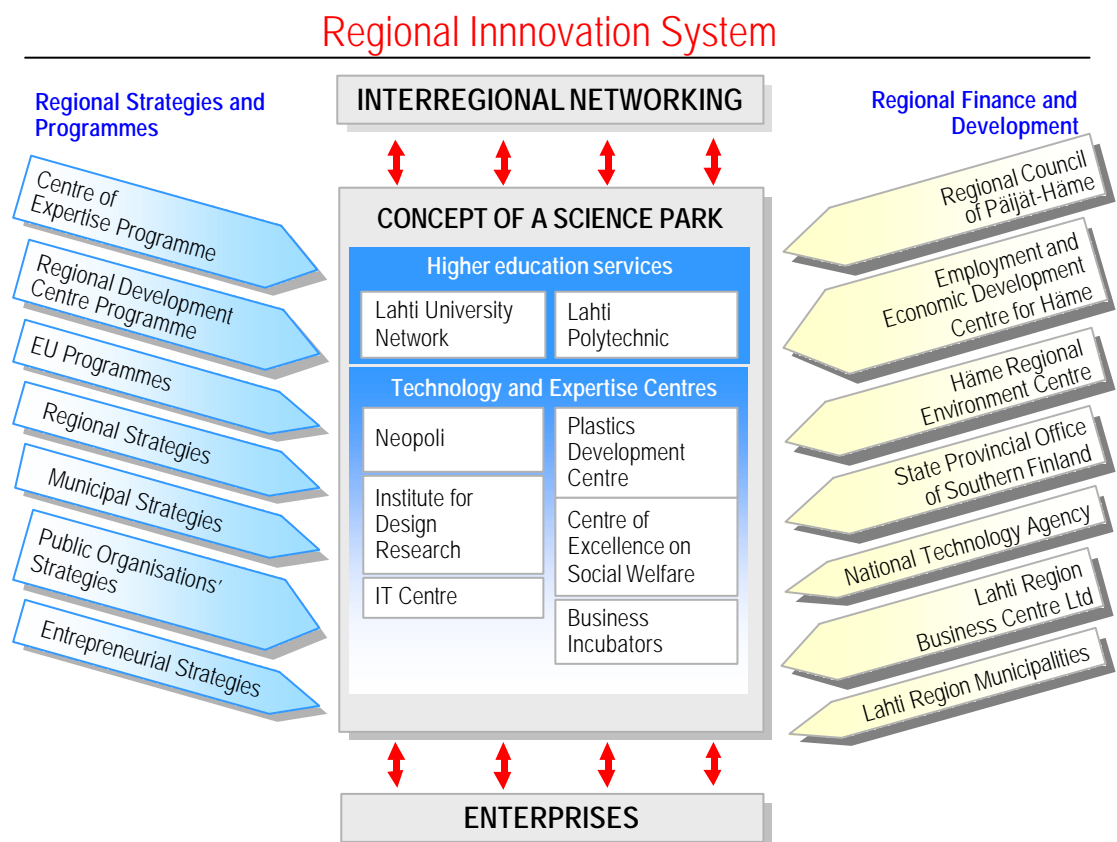 Regional Innnovation System
Regional Strategies and
Programmes
Centre of
Expertise Programme
Regional Development
Centre Programme
EU Programmes
Regional Strategies
Municipal Strategies
Public Organisations'
Strategies
Entrepreneurial Strategies
INTERREGIONAL NETWORKING
CONCEPT OF A SCIENCE PARK
Higher education services
Lahti University
Network
Lahti
Polytechnic
Technology and Expertise Centres
Neopoli
Institute for
Design
Research
IT Centre
Plastics
Development
Centre
Centre of
Excellence on
Social Welfare
Business
Incubators
ENTERPRISES
Regional Finance and
Development
Regional Council
of Päijät-Häme
Employment and
Economic Development
Centre for Häme
Häme Regional
Environment Centre
State Provincial Office
of Southern Finland
National Technology Agency
Lahti Region
Business Centre Ltd
Lahti Region Municipalities